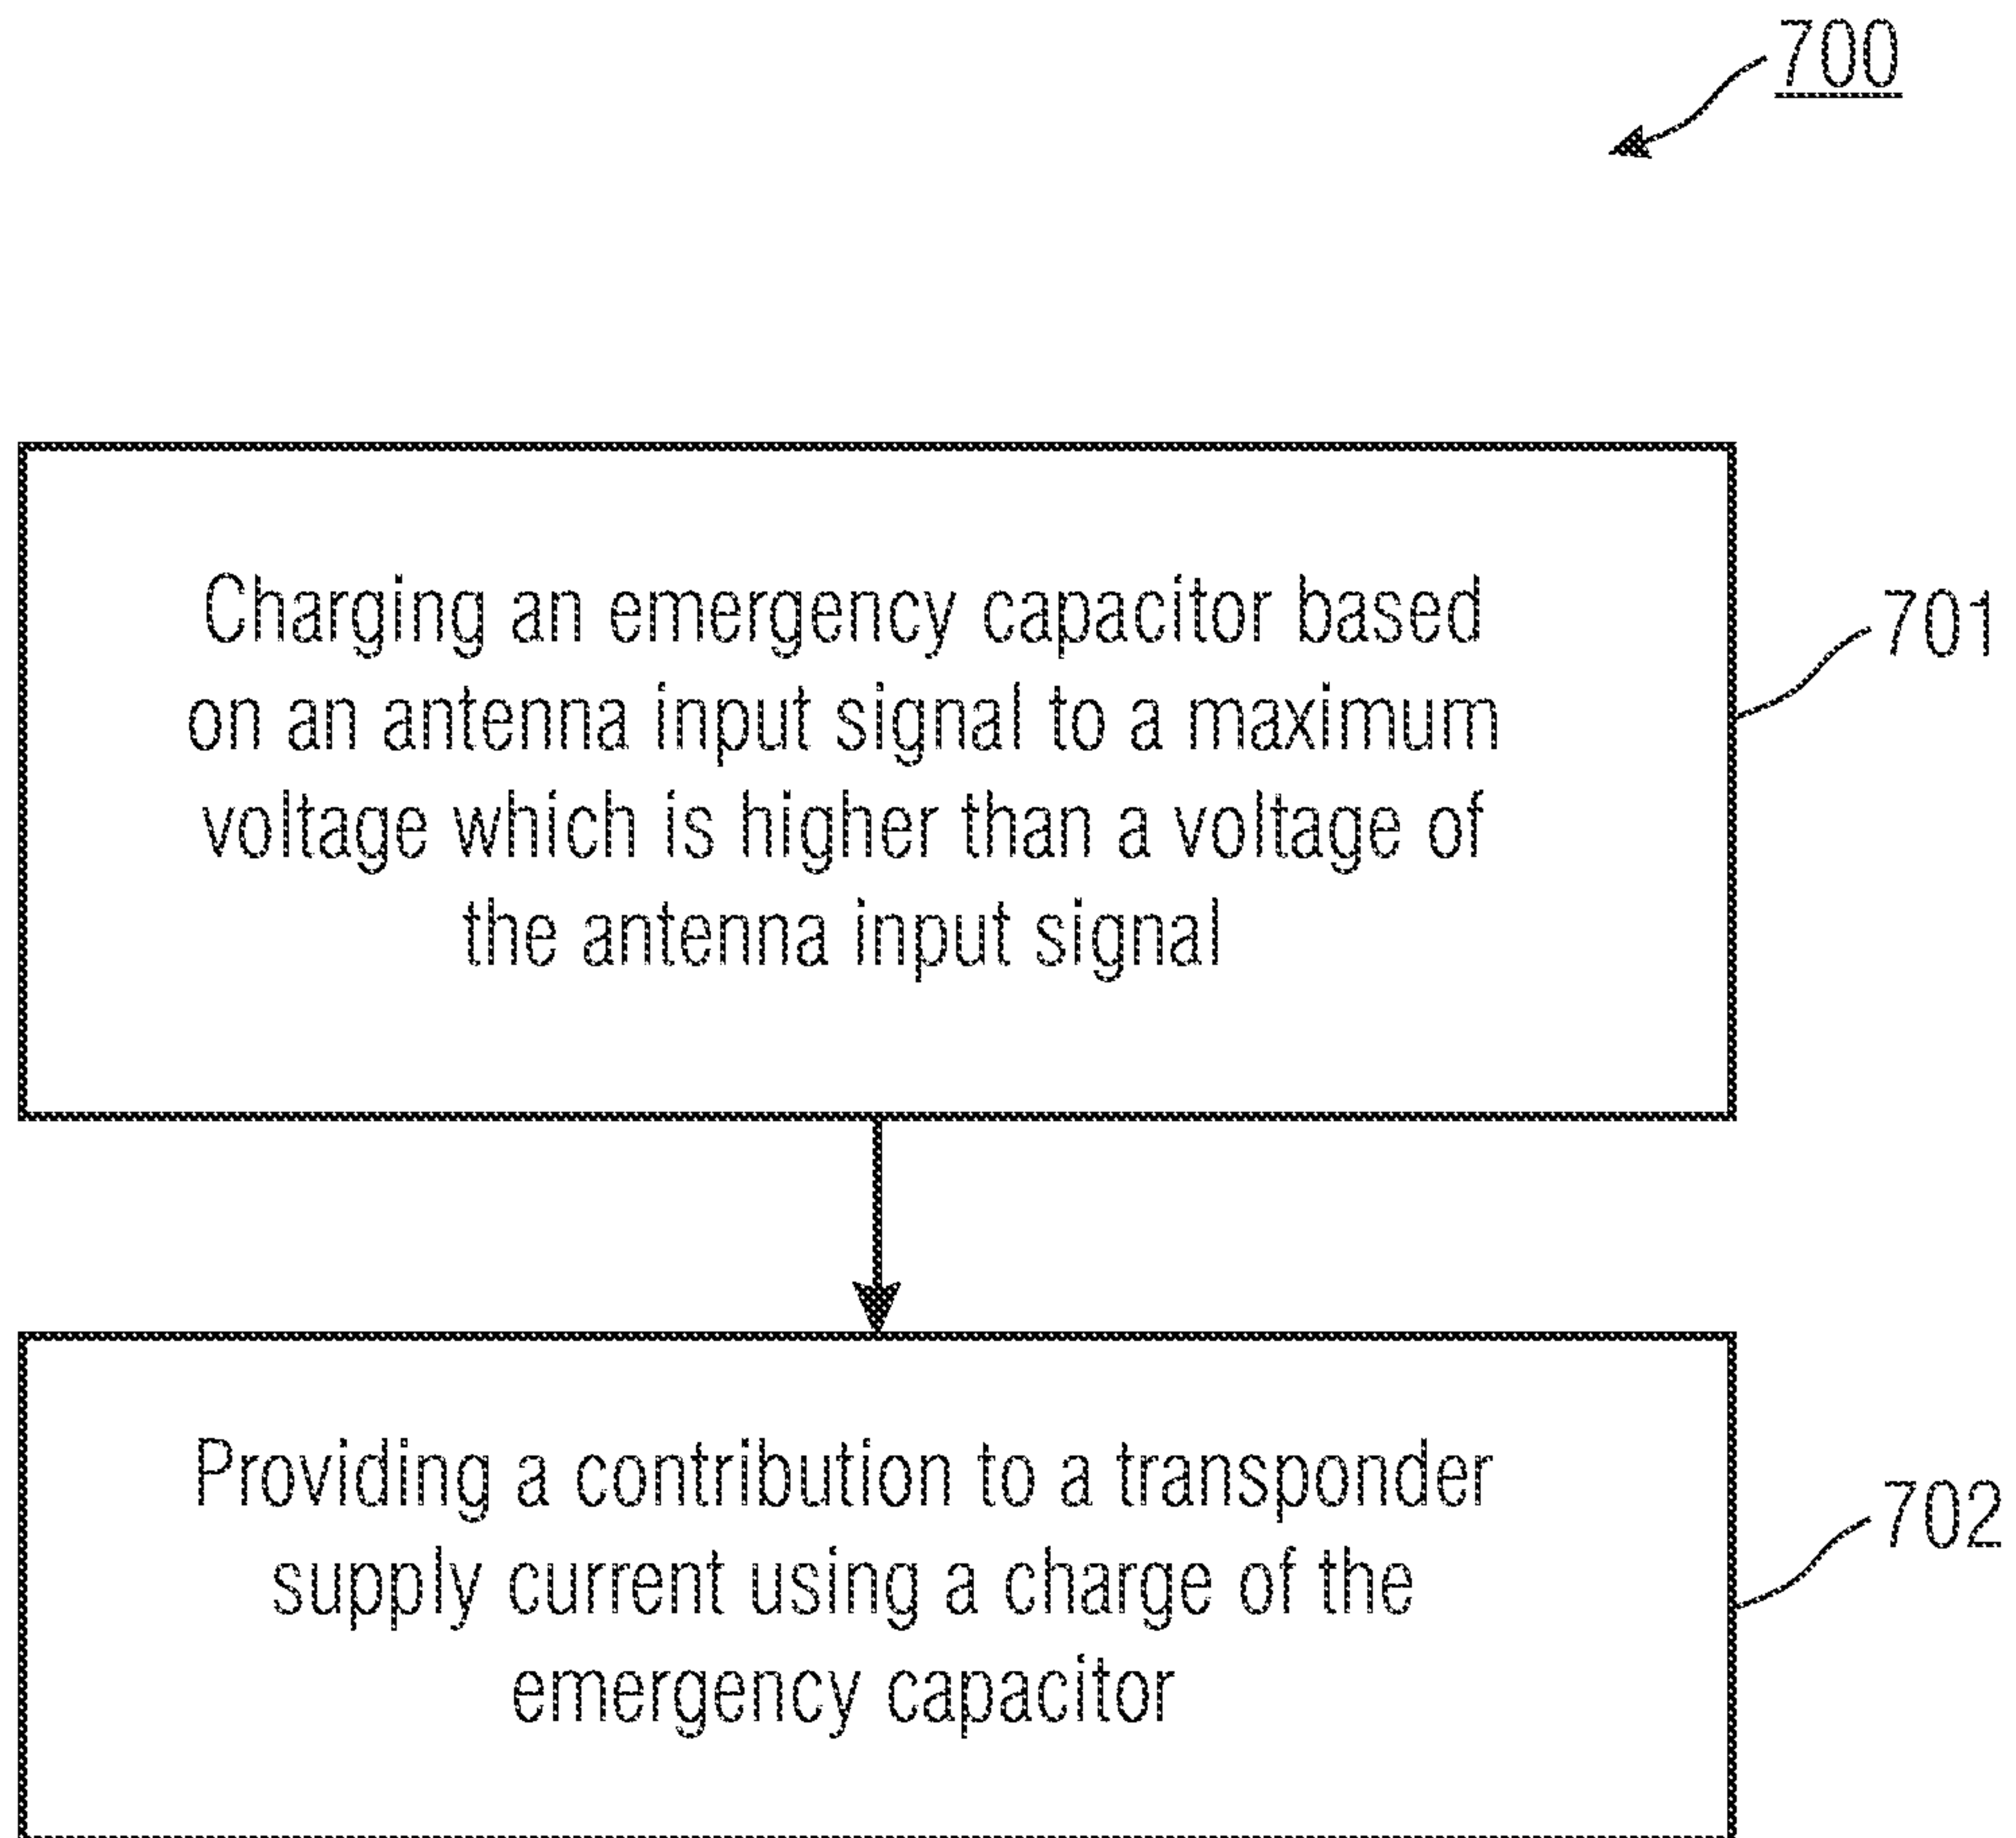 700
Charging an emergency capacitor based
on an antenna input signal to a maximum
voltage which is higher than a voltage of
the antenna input signal
701
Providing a contribution to a transponder
supply current using a charge of the
emergency capacitor
702